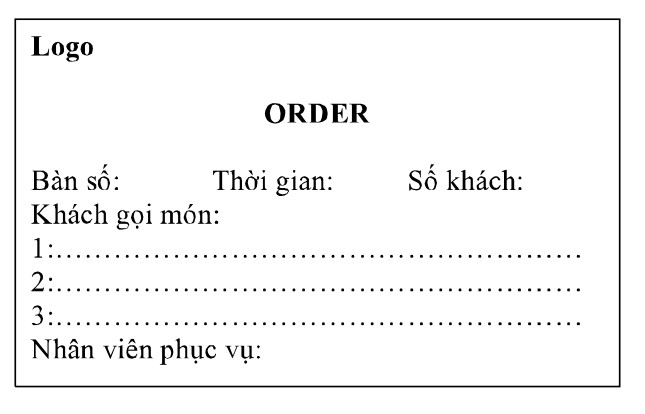 Logo
ORDER
Bàn số: Thời gian: Số khách:
Khách gọi món:
1:......................................................
2:......................................................
3:......................................................
Nhân viên phục vụ: